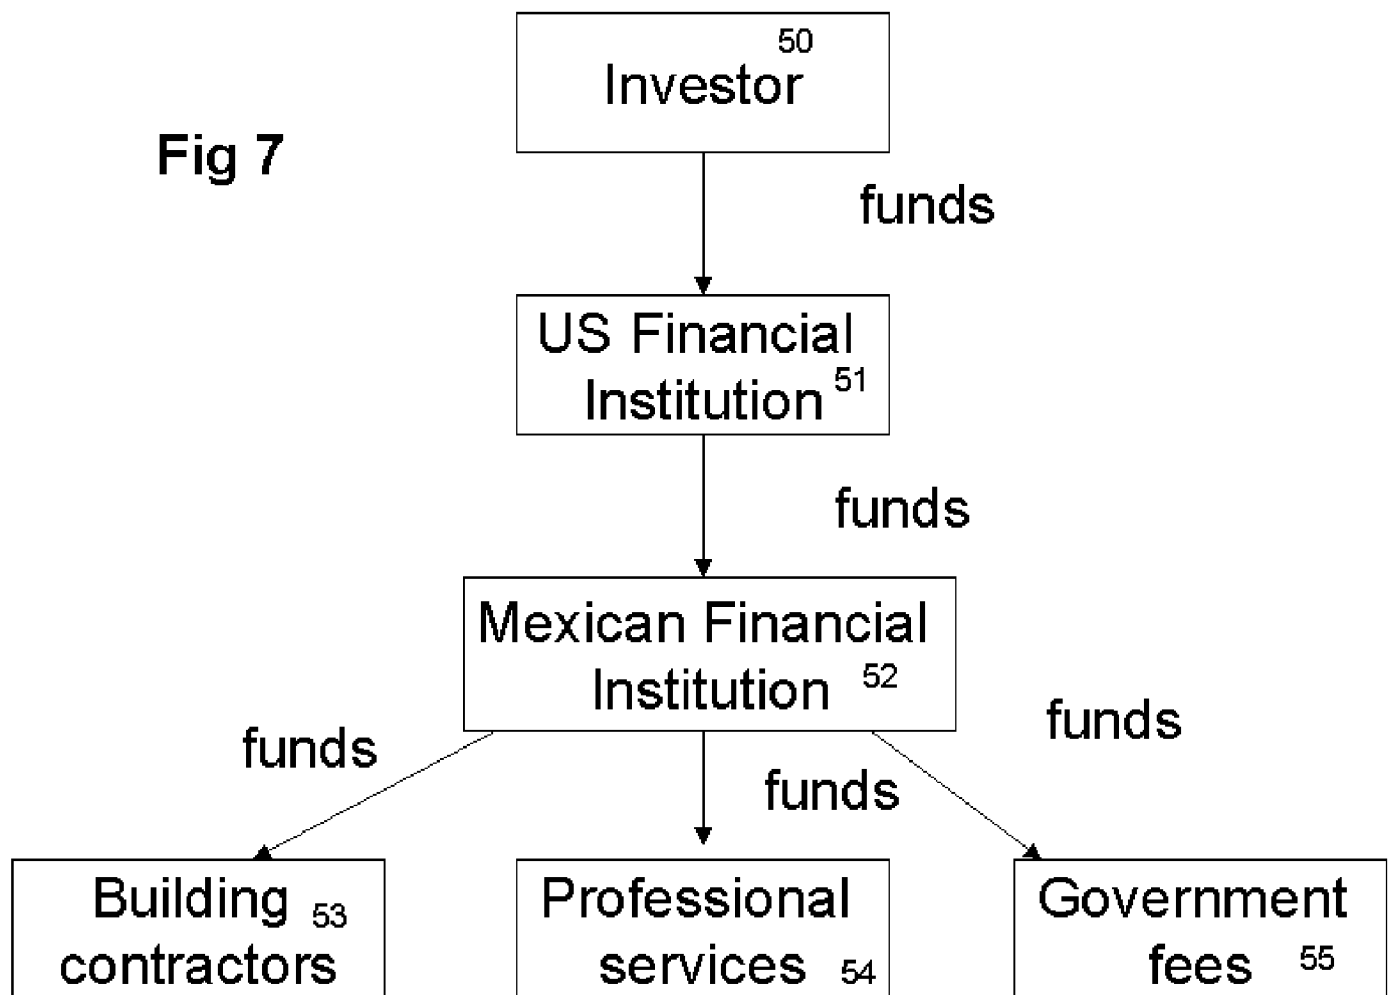 50
Investor
Fig 7
funds
US Financial
Institution 51
funds
Mexican Financial
Institution 52
funds
funds
funds
Building 53
contractors
Professional
services 54
Government
fees 55